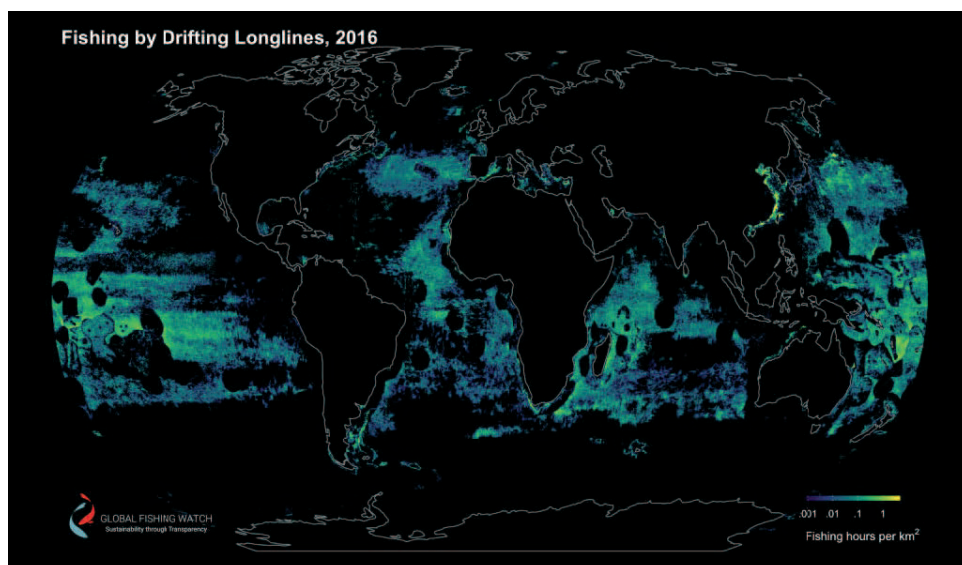 Fishing by Drifting Longlines, 2016
GLOBAL FISHING WATCH
Sustainability through Transparency
.001 .01 .1 1
Fishing hours per km²